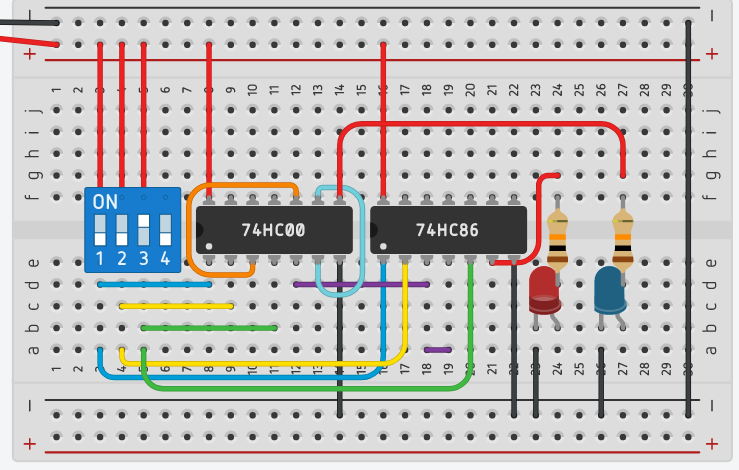 − −
+ +
1 2 3 4 5 6 7 8 9 10 11 12 13 14 15 16 17 18 19 20 21 22 23 24 25 26 27 28 29 30
j j
i i
h h
g g
f f
ON
1 2 3 4
74HC00
74HC86
e e
d d
c c
b b
a a
1 2 3 4 5 6 7 8 9 10 11 12 13 14 15 16 17 18 19 20 21 22 23 24 25 26 27 28 29 30
− −
+ +